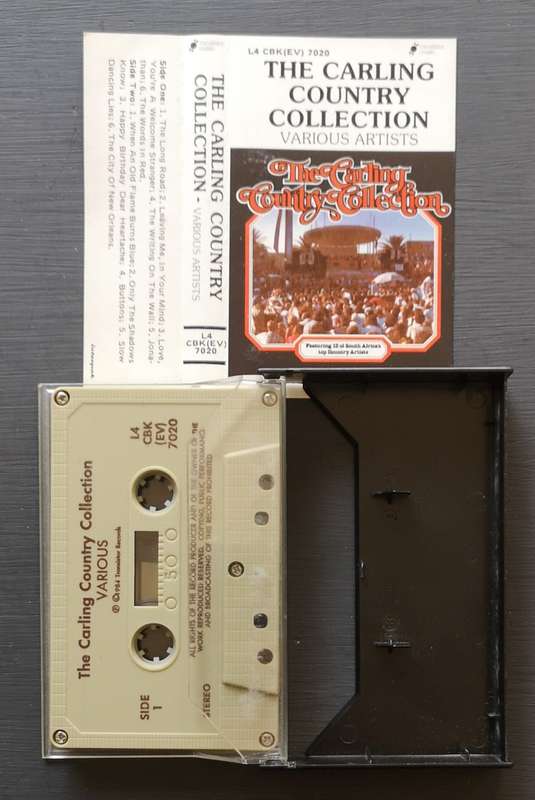 L4 CBK(EV) 7020
THE CARLING
COUNTRY
COLLECTION
VARIOUS ARTISTS
The Carling
Country Collection
Featuring 12 of South Africa's
top Country Artists
THE CARLING COUNTRY
COLLECTION - VARIOUS ARTISTS
L4
CBK(EV)
7020
Side One: 1. The Long Road; 2. Leaving Me, In Your Mind; 3. Love,
You're A Welcome Stranger; 4. The Writing On The Wall; 5. Jona-
than; 6. The Words In Red.
Side Two: 1. When An Old Flame Burns Blue; 2. Only The Shadows
Know; 3. Happy Birthday Dear Heartache; 4. Buttons; 5. Slow
Dancing Lies; 6. The City Of New Orleans.
The Carling Country Collection
VARIOUS
℗ © 1984 Transistor Records
L4
CBK
(EV)
7020
0 50 0
SIDE
1
ALL RIGHTS OF THE RECORD PRODUCER AND OF THE OWNER OF THE
WORK REPRODUCED RESERVED. COPYING, PUBLIC PERFORMANCE
AND BROADCASTING OF THIS RECORD PROHIBITED
STEREO